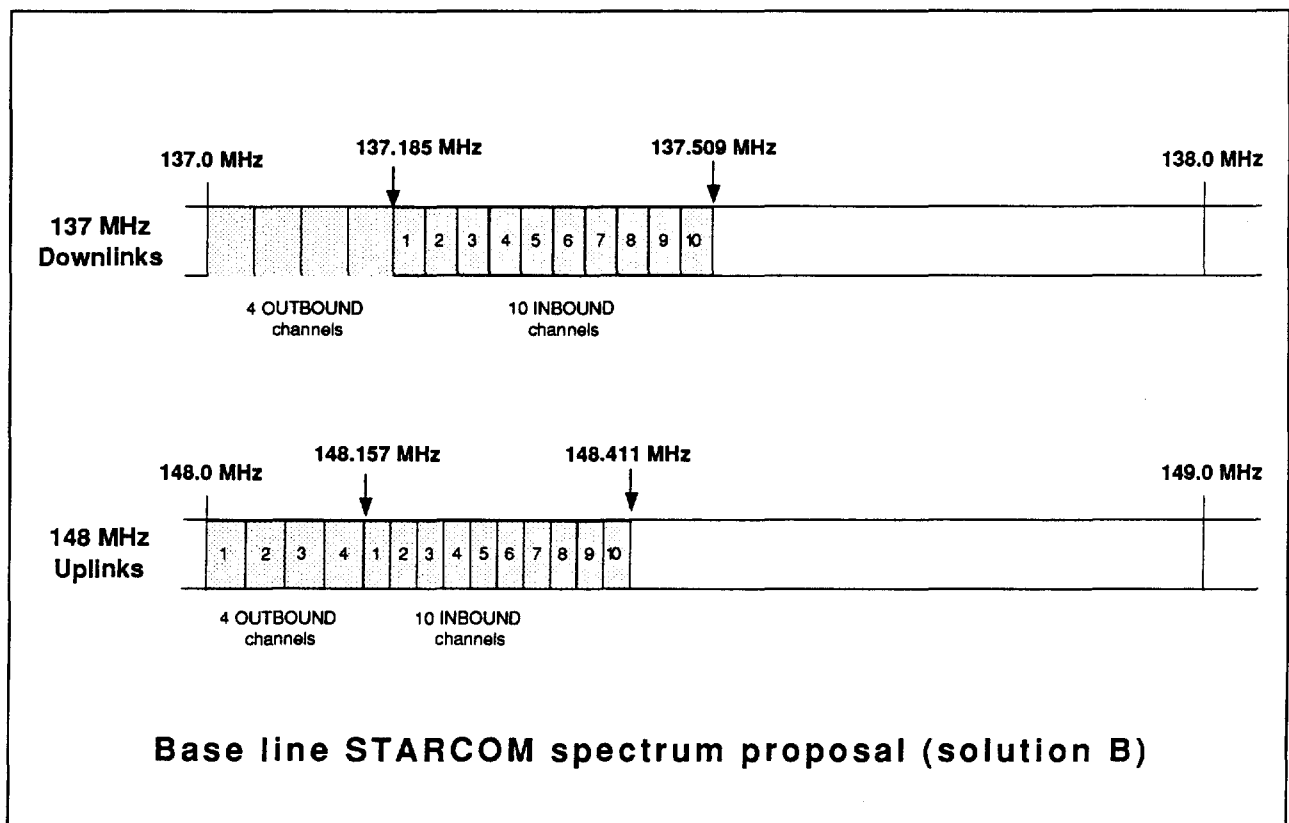 137.0 MHz
137.185 MHz
137.509 MHz
138.0 MHz
137 MHz
Downlinks
1 2 3 4 5 6 7 8 9 10
4 OUTBOUND
channels
10 INBOUND
channels
148.0 MHz
148.157 MHz
148.411 MHz
149.0 MHz
148 MHz
Uplinks
1 2 3 4 1 2 3 4 5 6 7 8 9 10
4 OUTBOUND
channels
10 INBOUND
channels
Base line STARCOM spectrum proposal (solution B)